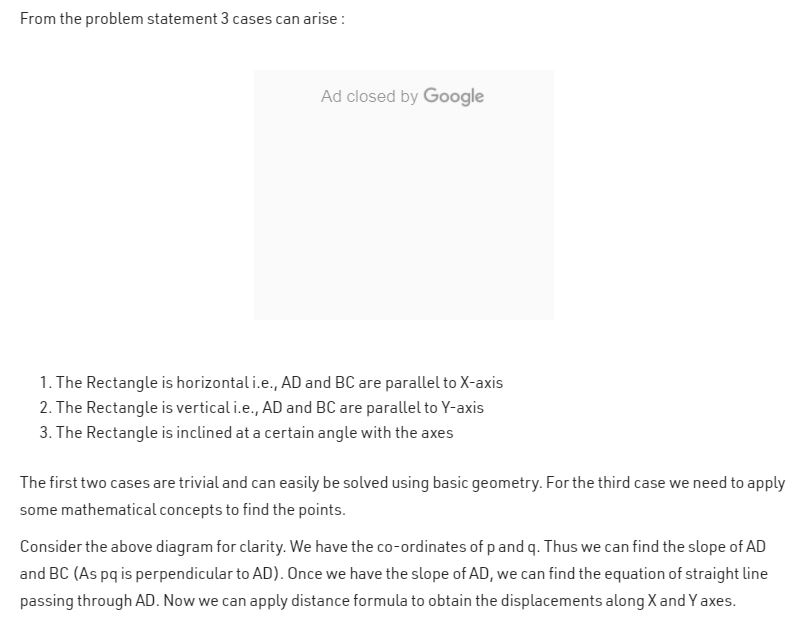 From the problem statement 3 cases can arise :
Ad closed by Google
1. The Rectangle is horizontal i.e., AD and BC are parallel to X-axis
2. The Rectangle is vertical i.e., AD and BC are parallel to Y-axis
3. The Rectangle is inclined at a certain angle with the axes
The first two cases are trivial and can easily be solved using basic geometry. For the third case we need to apply
some mathematical concepts to find the points.
Consider the above diagram for clarity. We have the co-ordinates of p and q. Thus we can find the slope of AD
and BC (As pq is perpendicular to AD). Once we have the slope of AD, we can find the equation of straight line
passing through AD. Now we can apply distance formula to obtain the displacements along X and Y axes.